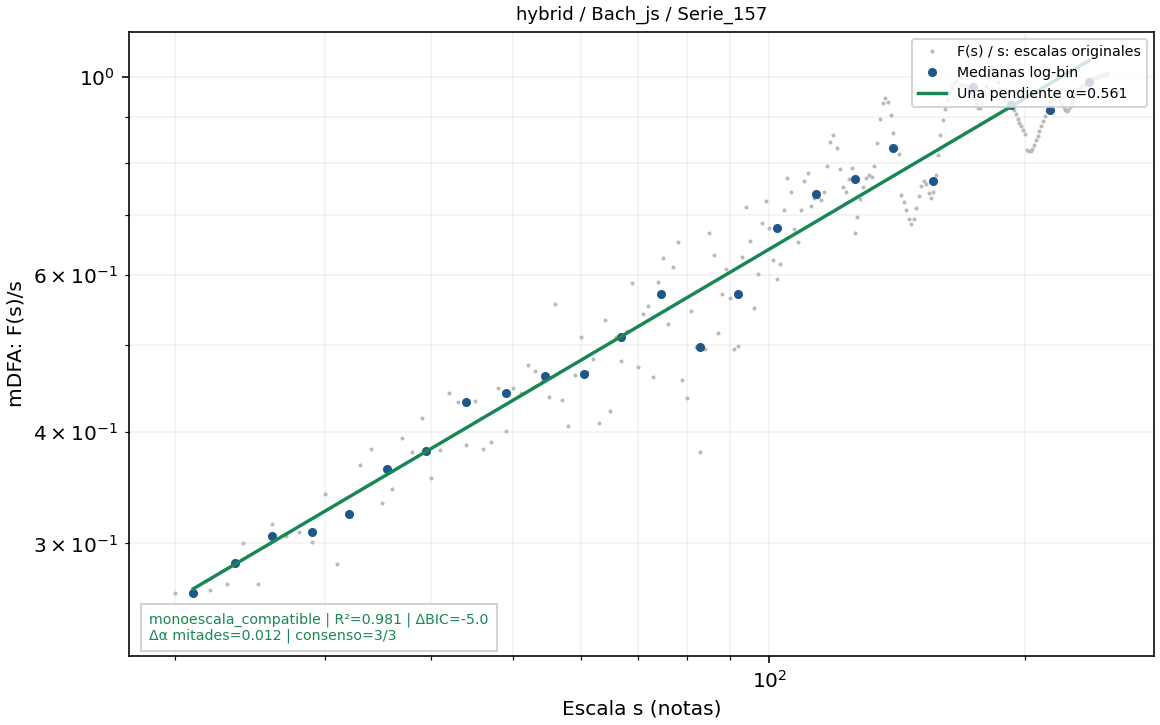 hybrid / Bach_js / Serie_157
F(s) / s: escalas originales
Medianas log-bin
Una pendiente α=0.561
10⁰
6 × 10⁻¹
4 × 10⁻¹
3 × 10⁻¹
mDFA: F(s)/s
monoescala_compatible | R²=0.981 | ΔBIC=-5.0
Δα mitades=0.012 | consenso=3/3
10²
Escala s (notas)